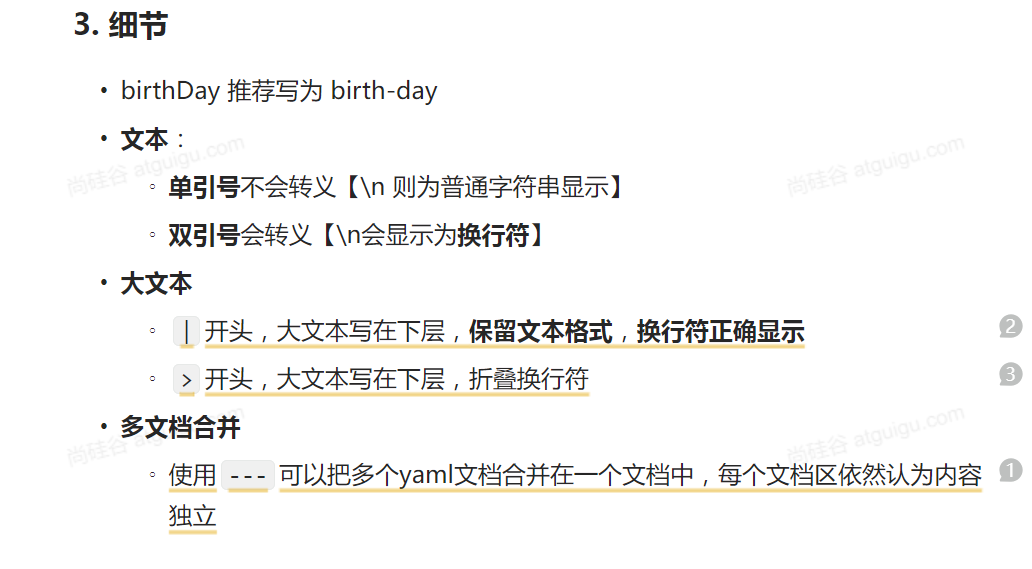 3. 细节
• birthDay 推荐写为 birth-day
• 文本：
◦ 单引号不会转义【\n 则为普通字符串显示】
◦ 双引号会转义【\n会显示为换行符】
• 大文本
◦ | 开头，大文本写在下层，保留文本格式，换行符正确显示 2
◦ > 开头，大文本写在下层，折叠换行符 3
• 多文档合并
◦ 使用 --- 可以把多个yaml文档合并在一个文档中，每个文档区依然认为内容 1
独立
尚硅谷 atguigu.com
尚硅谷 atguigu.com
尚硅谷 atguigu.com
尚硅谷 atguigu.com